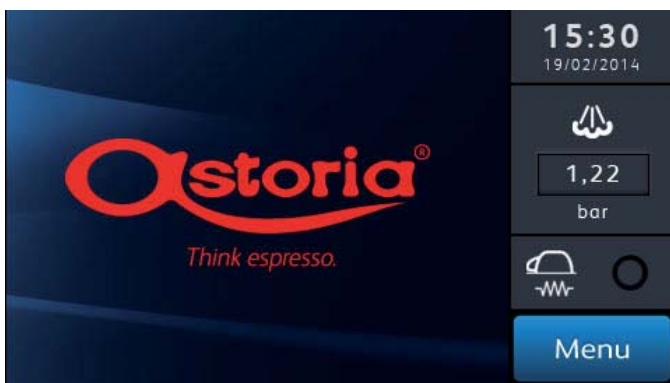 astoria®
Think espresso.
15:30
19/02/2014
1,22
bar
Menu